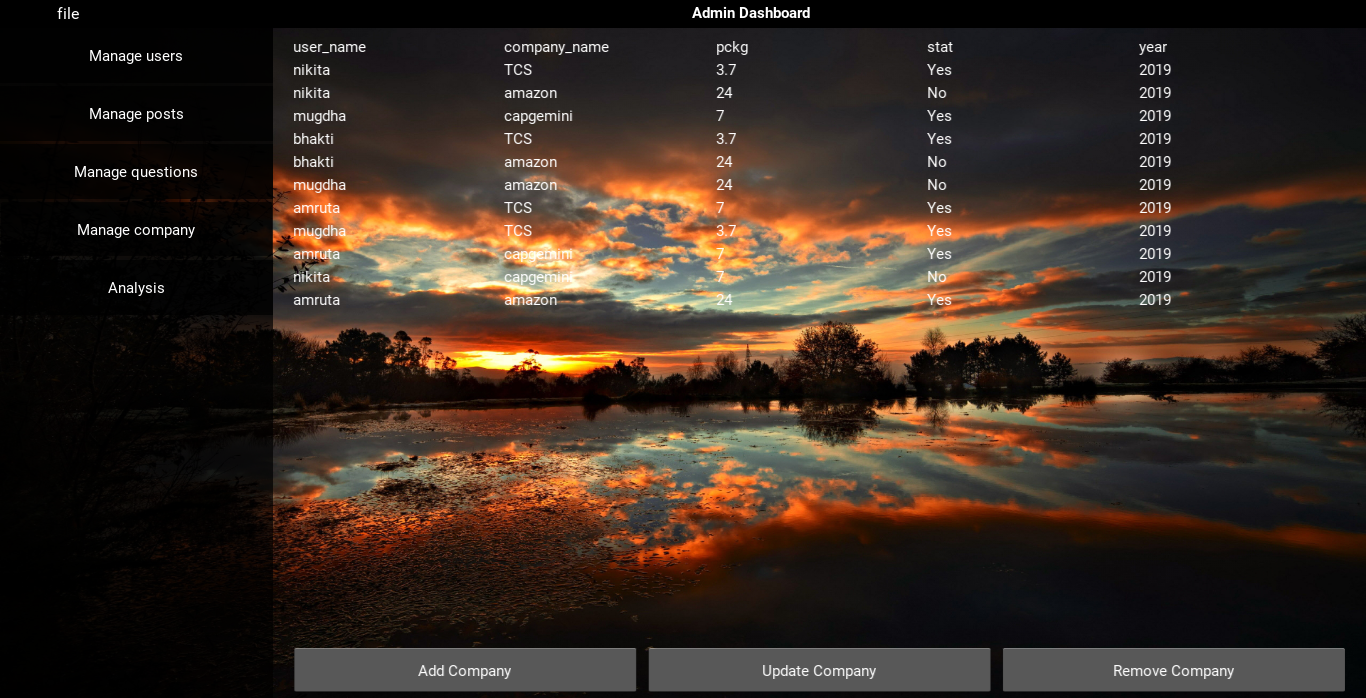 file Admin Dashboard
Manage users
Manage posts
Manage questions
Manage company
Analysis
user_name company_name pckg stat year
nikita TCS 3.7 Yes 2019
nikita amazon 24 No 2019
mugdha capgemini 7 Yes 2019
bhakti TCS 3.7 Yes 2019
bhakti amazon 24 No 2019
mugdha amazon 24 No 2019
amruta TCS 7 Yes 2019
mugdha TCS 3.7 Yes 2019
amruta capgemini 7 Yes 2019
nikita capgemini 7 No 2019
amruta amazon 24 Yes 2019
Add Company Update Company Remove Company